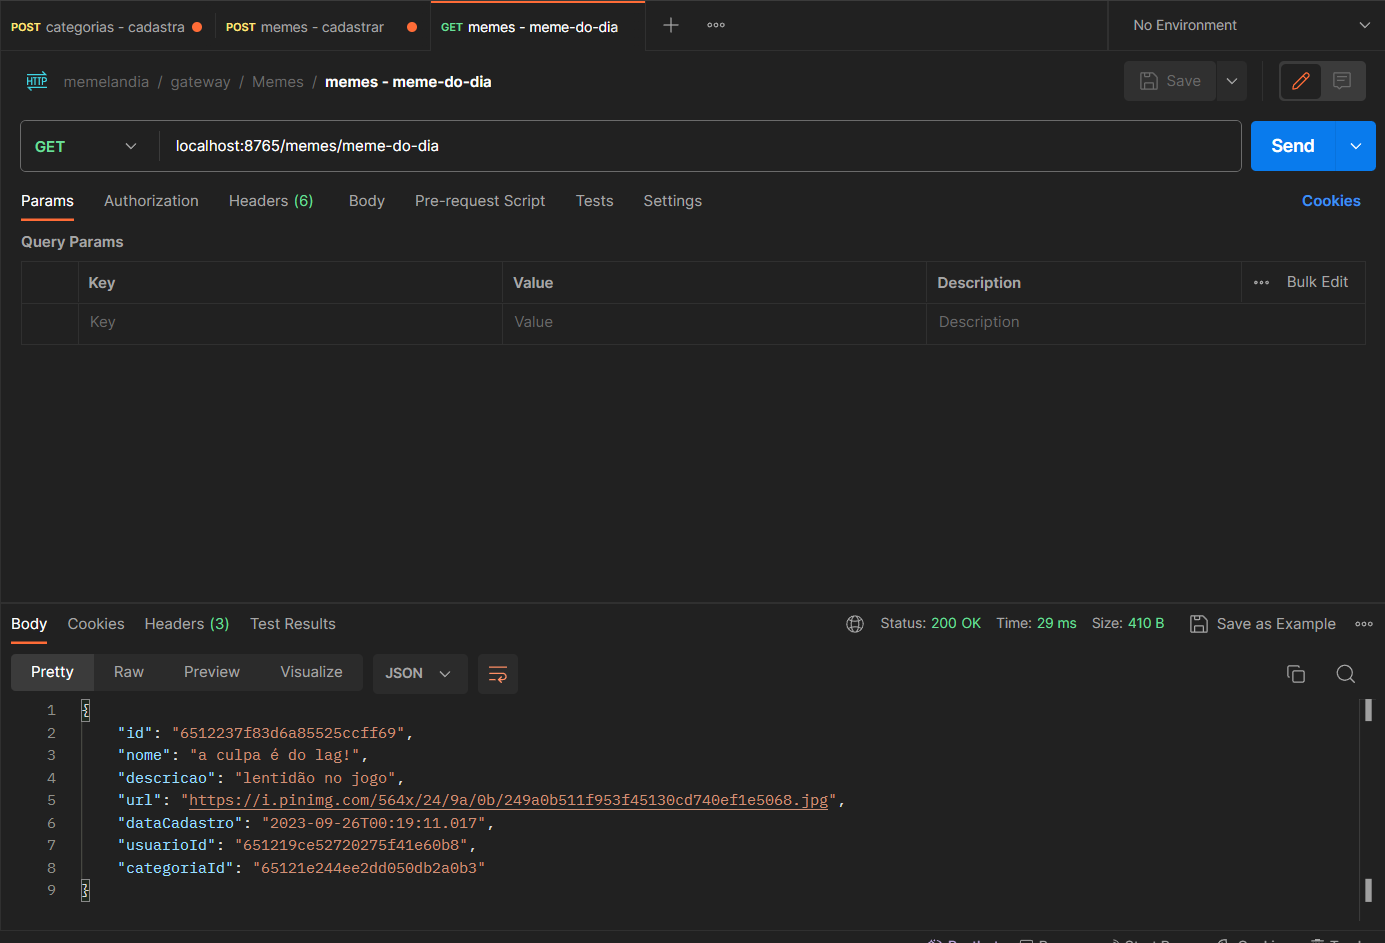 POST categorias - cadastra POST memes - cadastrar GET memes - meme-do-dia No Environment
HTTP memelandia / gateway / Memes / memes - meme-do-dia Save
GET localhost:8765/memes/meme-do-dia Send
Params Authorization Headers (6) Body Pre-request Script Tests Settings Cookies
Query Params
Key Value Description Bulk Edit
Key Value Description
Body Cookies Headers (3) Test Results Status: 200 OK Time: 29 ms Size: 410 B Save as Example
Pretty Raw Preview Visualize JSON
1 {
2 "id": "6512237f83d6a85525ccff69",
3 "nome": "a culpa é do lag!",
4 "descricao": "lentidão no jogo",
5 "url": "https://i.pinimg.com/564x/24/9a/0b/249a0b511f953f45130cd740ef1e5068.jpg",
6 "dataCadastro": "2023-09-26T00:19:11.017",
7 "usuarioId": "651219ce52720275f41e60b8",
8 "categoriaId": "65121e244ee2dd050db2a0b3"
9 }